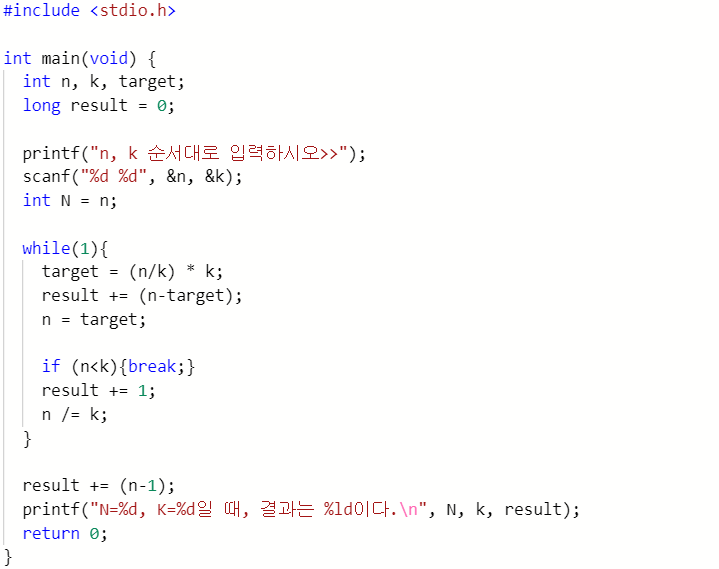 #include <stdio.h>
int main(void) {
int n, k, target;
long result = 0;
printf("n, k 순서대로 입력하시오>>");
scanf("%d %d", &n, &k);
int N = n;
while(1){
target = (n/k) * k;
result += (n-target);
n = target;
if (n<k){break;}
result += 1;
n /= k;
}
result += (n-1);
printf("N=%d, K=%d일 때, 결과는 %ld이다.\n", N, k, result);
return 0;
}